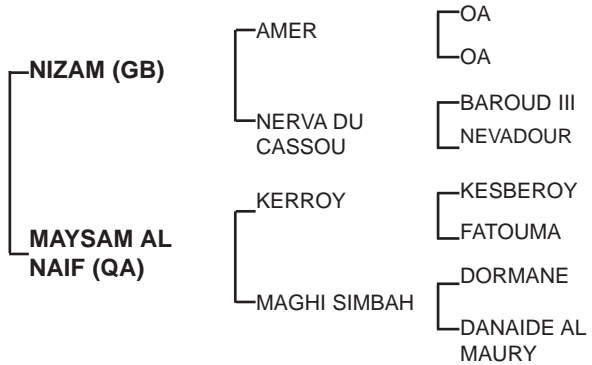 NIZAM (GB)
MAYSAM AL
NAIF (QA)
AMER
NERVA DU
CASSOU
KERROY
MAGHI SIMBAH
OA
OA
BAROUD III
NEVADOUR
KESBEROY
FATOUMA
DORMANE
DANAIDE AL
MAURY